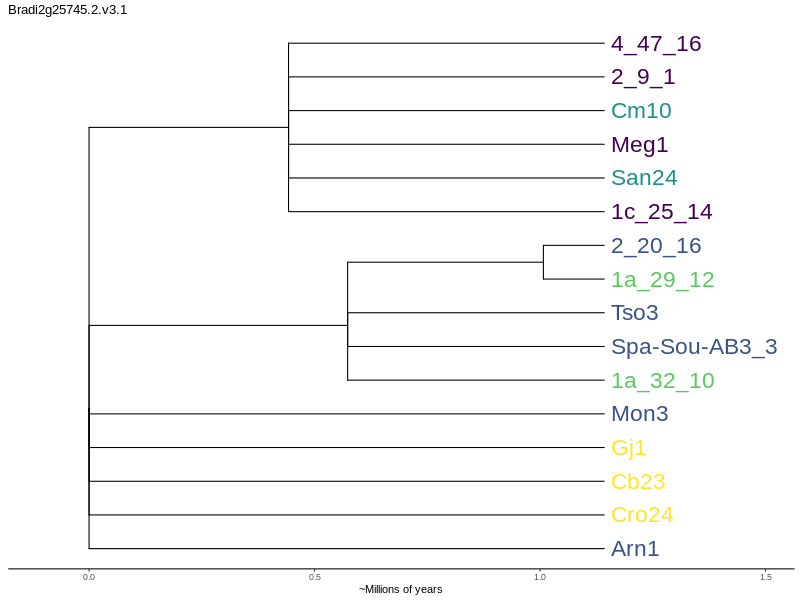 Bradi2g25745.2.v3.1
4_47_16
2_9_1
Cm10
Meg1
San24
1c_25_14
2_20_16
1a_29_12
Tso3
Spa-Sou-AB3_3
1a_32_10
Mon3
Gj1
Cb23
Cro24
Arn1
0.0 0.5 1.0 1.5
~Millions of years